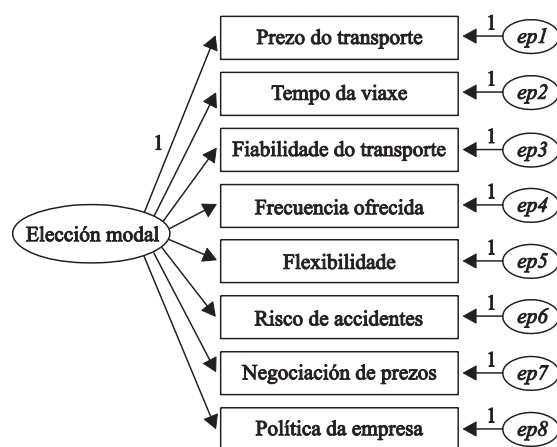 Prezo do transporte
1
ep1
Tempo da viaxe
1
ep2
1
Fiabilidade do transporte
1
ep3
Frecuencia ofrecida
1
ep4
Elección modal
Flexibilidade
1
ep5
Risco de accidentes
1
ep6
Negociación de prezos
1
ep7
Política da empresa
1
ep8